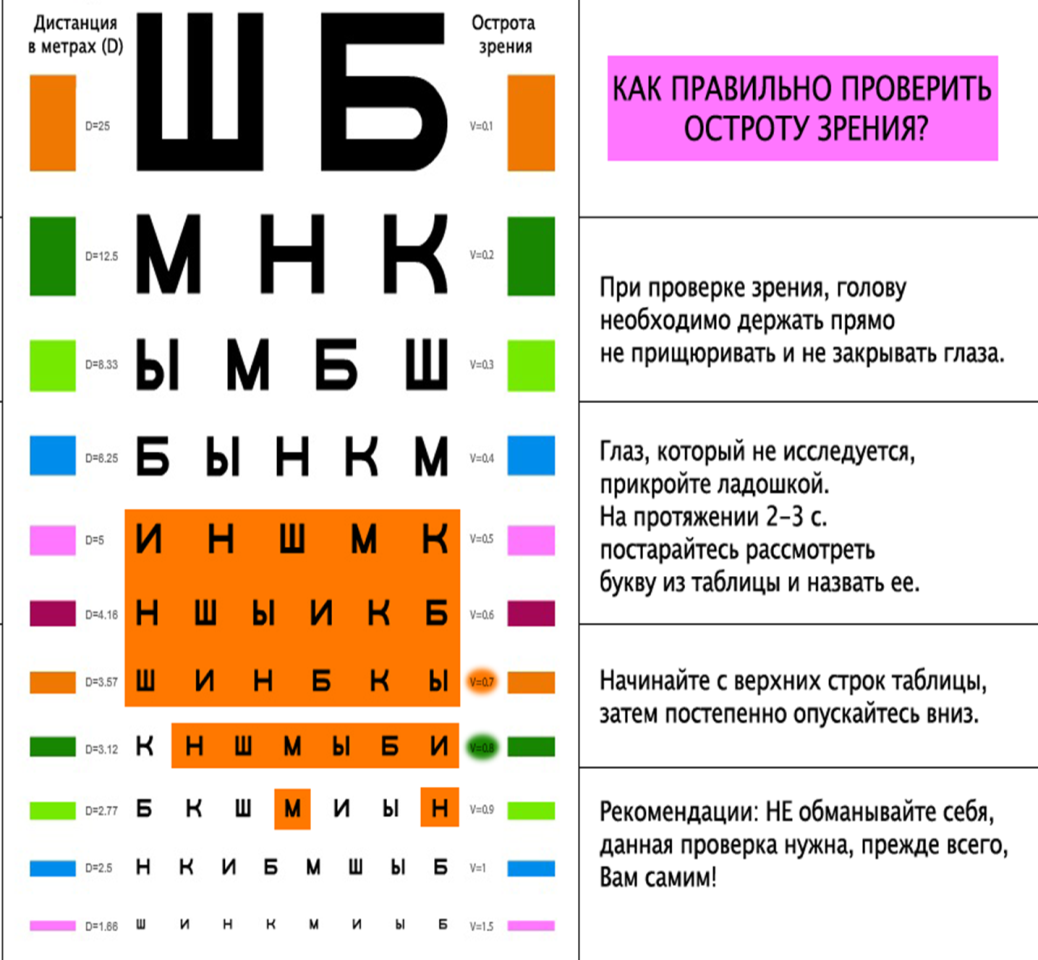 Дистанция
в метрах (D)
Острота
зрения
D=25
Ш Б
V=0.1
D=12.5
М Н К
V=0.2
D=8.33
Ы М Б Ш
V=0.3
D=6.25
Б Ы Н К М
V=0.4
D=5
И Н Ш М К
V=0.5
D=4.16
Н Ш Ы И К Б
V=0.6
D=3.57
Ш И Н Б К Ы
V=0.7
D=3.12
К Н Ш М Ы Б И
V=0.8
D=2.77
Б К Ш М И Ы Н
V=0.9
D=2.5
Н К И Б М Ш Ы Б
V=1
D=1.66
Ш И Н К М И Ы Б
V=1.5
КАК ПРАВИЛЬНО ПРОВЕРИТЬ
ОСТРОТУ ЗРЕНИЯ?
При проверке зрения, голову
необходимо держать прямо
не прищуривать и не закрывать глаза.
Глаз, который не исследуется,
прикройте ладошкой.
На протяжении 2–3 с.
постарайтесь рассмотреть
букву из таблицы и назвать ее.
Начинайте с верхних строк таблицы,
затем постепенно опускайтесь вниз.
Рекомендации: НЕ обманывайте себя,
данная проверка нужна, прежде всего,
Вам самим!